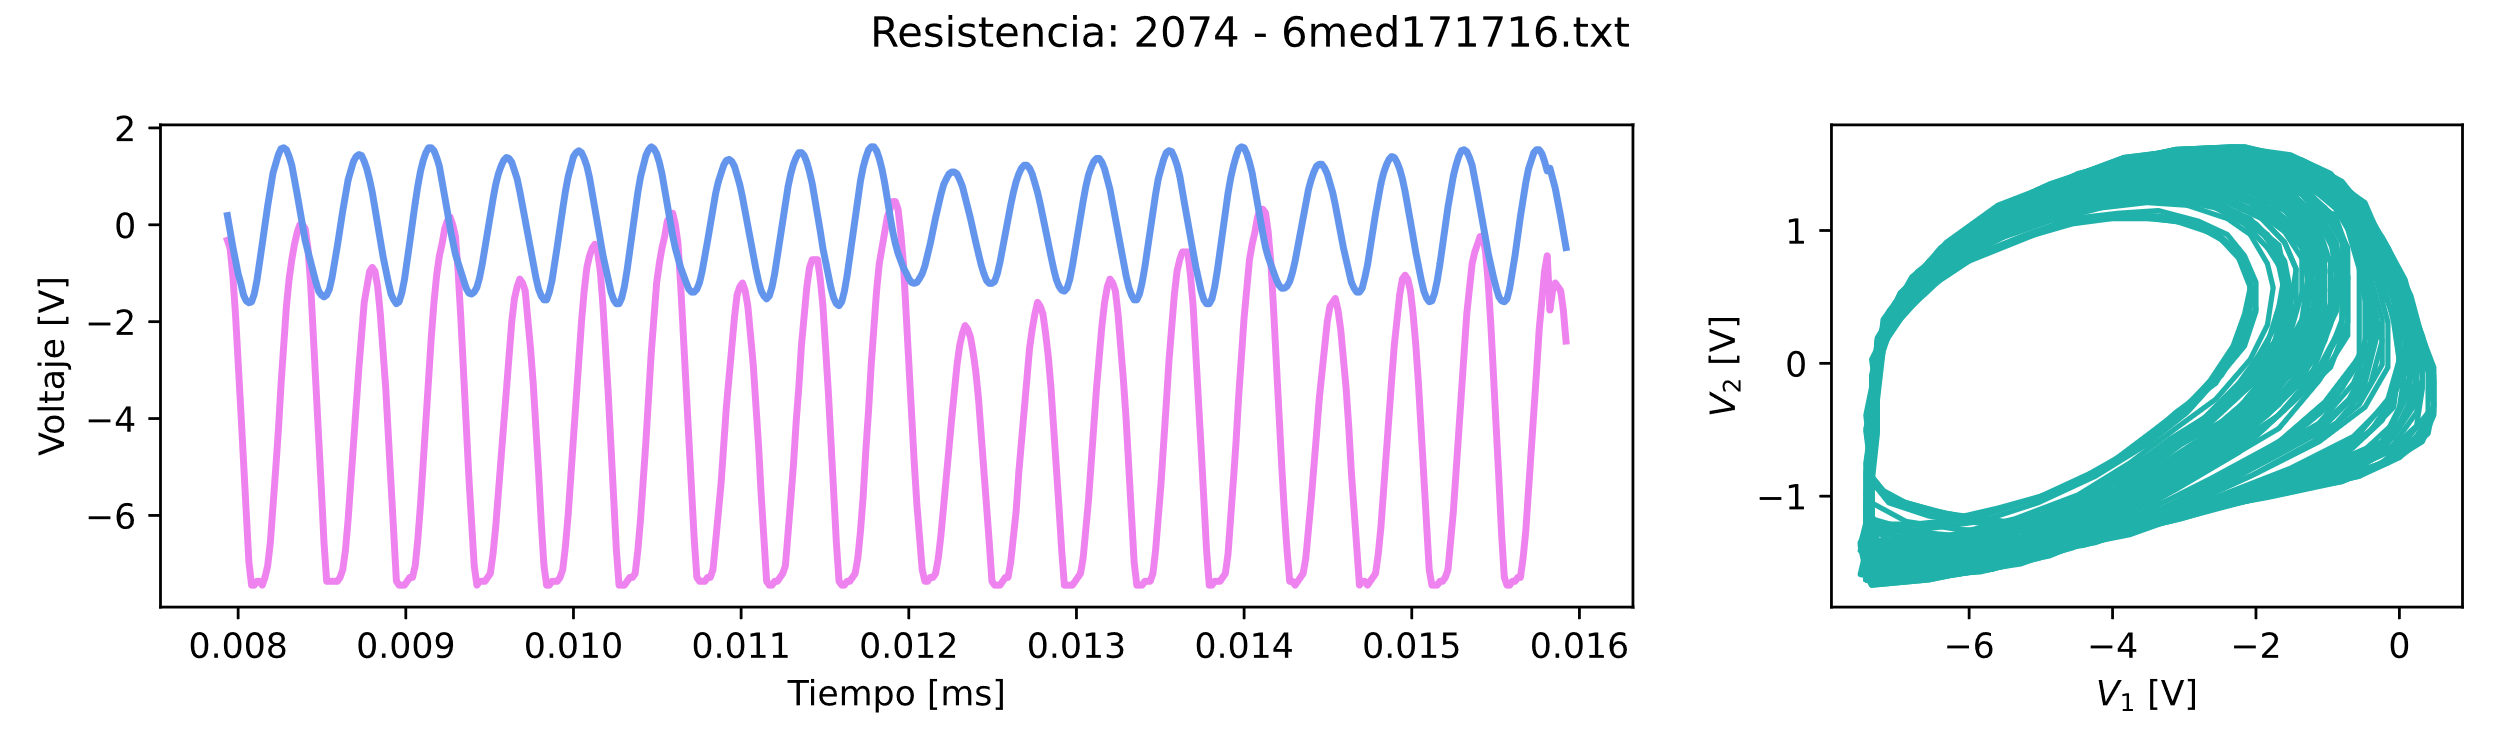 Resistencia: 2074 - 6med171716.txt
Voltaje [V]
2
0
−2
−4
−6
0.008 0.009 0.010 0.011 0.012 0.013 0.014 0.015 0.016
Tiempo [ms]
V₂ [V]
1
0
−1
−6 −4 −2 0
V₁ [V]